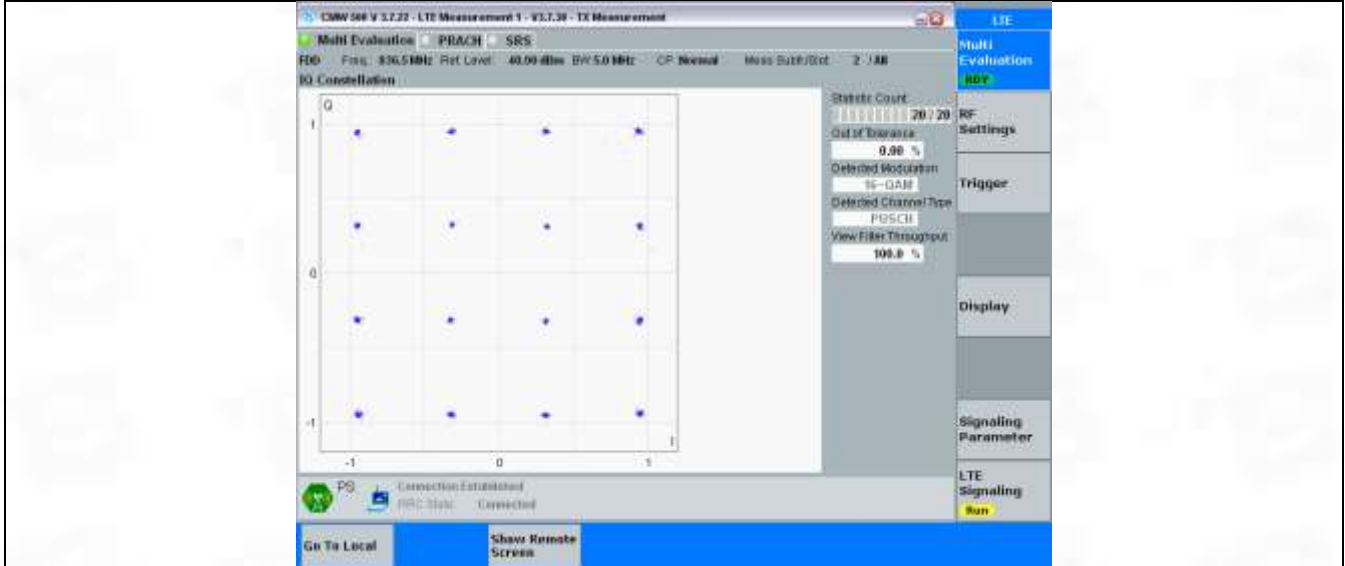 CMW 500 V 3.7.22 - LTE Measurement 1 - V3.7.30 - TX Measurement
LTE
Multi Evaluation PRACH SRS
FDD Freq: 836.5 MHz Ref. Level: 40.00 dBm BW: 5.0 MHz CP: Normal Meas Subfr./Slot 2 / All
IQ Constellation
Multi
Evaluation
RDY
RF
Settings
Trigger
Display
Signaling
Parameter
LTE
Signaling
Run
Statistic Count
20 / 20
Out of Tolerance
0.00 %
Detected Modulation
16-QAM
Detected Channel Type
PUSCH
View Filter Throughput
100.0 %
Q
1
0
-1
I
-1 0 1
PS
Connection Established
RRC State Connected
Go To Local
Show Remote
Screen